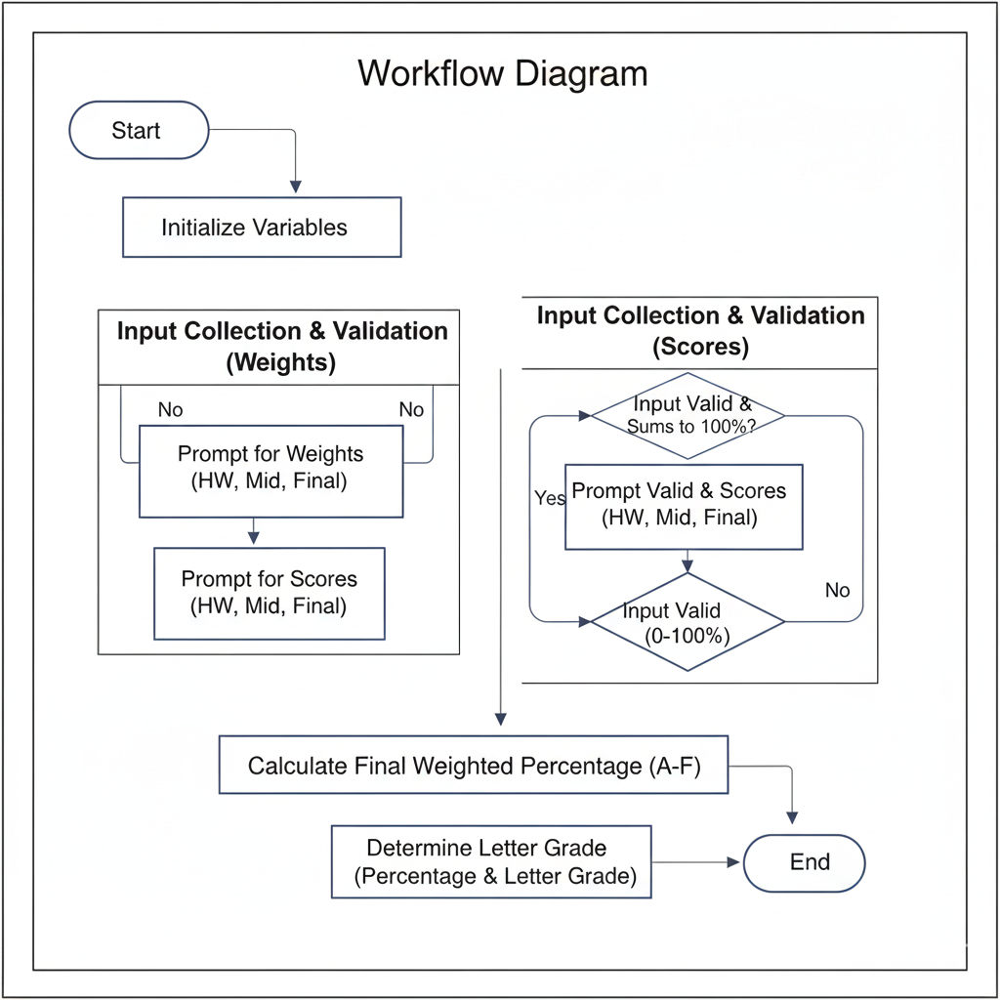 Workflow Diagram
Start
Initialize Variables
Input Collection & Validation
(Weights)
No
No
Prompt for Weights
(HW, Mid, Final)
Prompt for Scores
(HW, Mid, Final)
Input Collection & Validation
(Scores)
Input Valid &
Sums to 100%?
Yes
Prompt Valid & Scores
(HW, Mid, Final)
No
Input Valid
(0-100%)
Calculate Final Weighted Percentage (A-F)
Determine Letter Grade
(Percentage & Letter Grade)
End